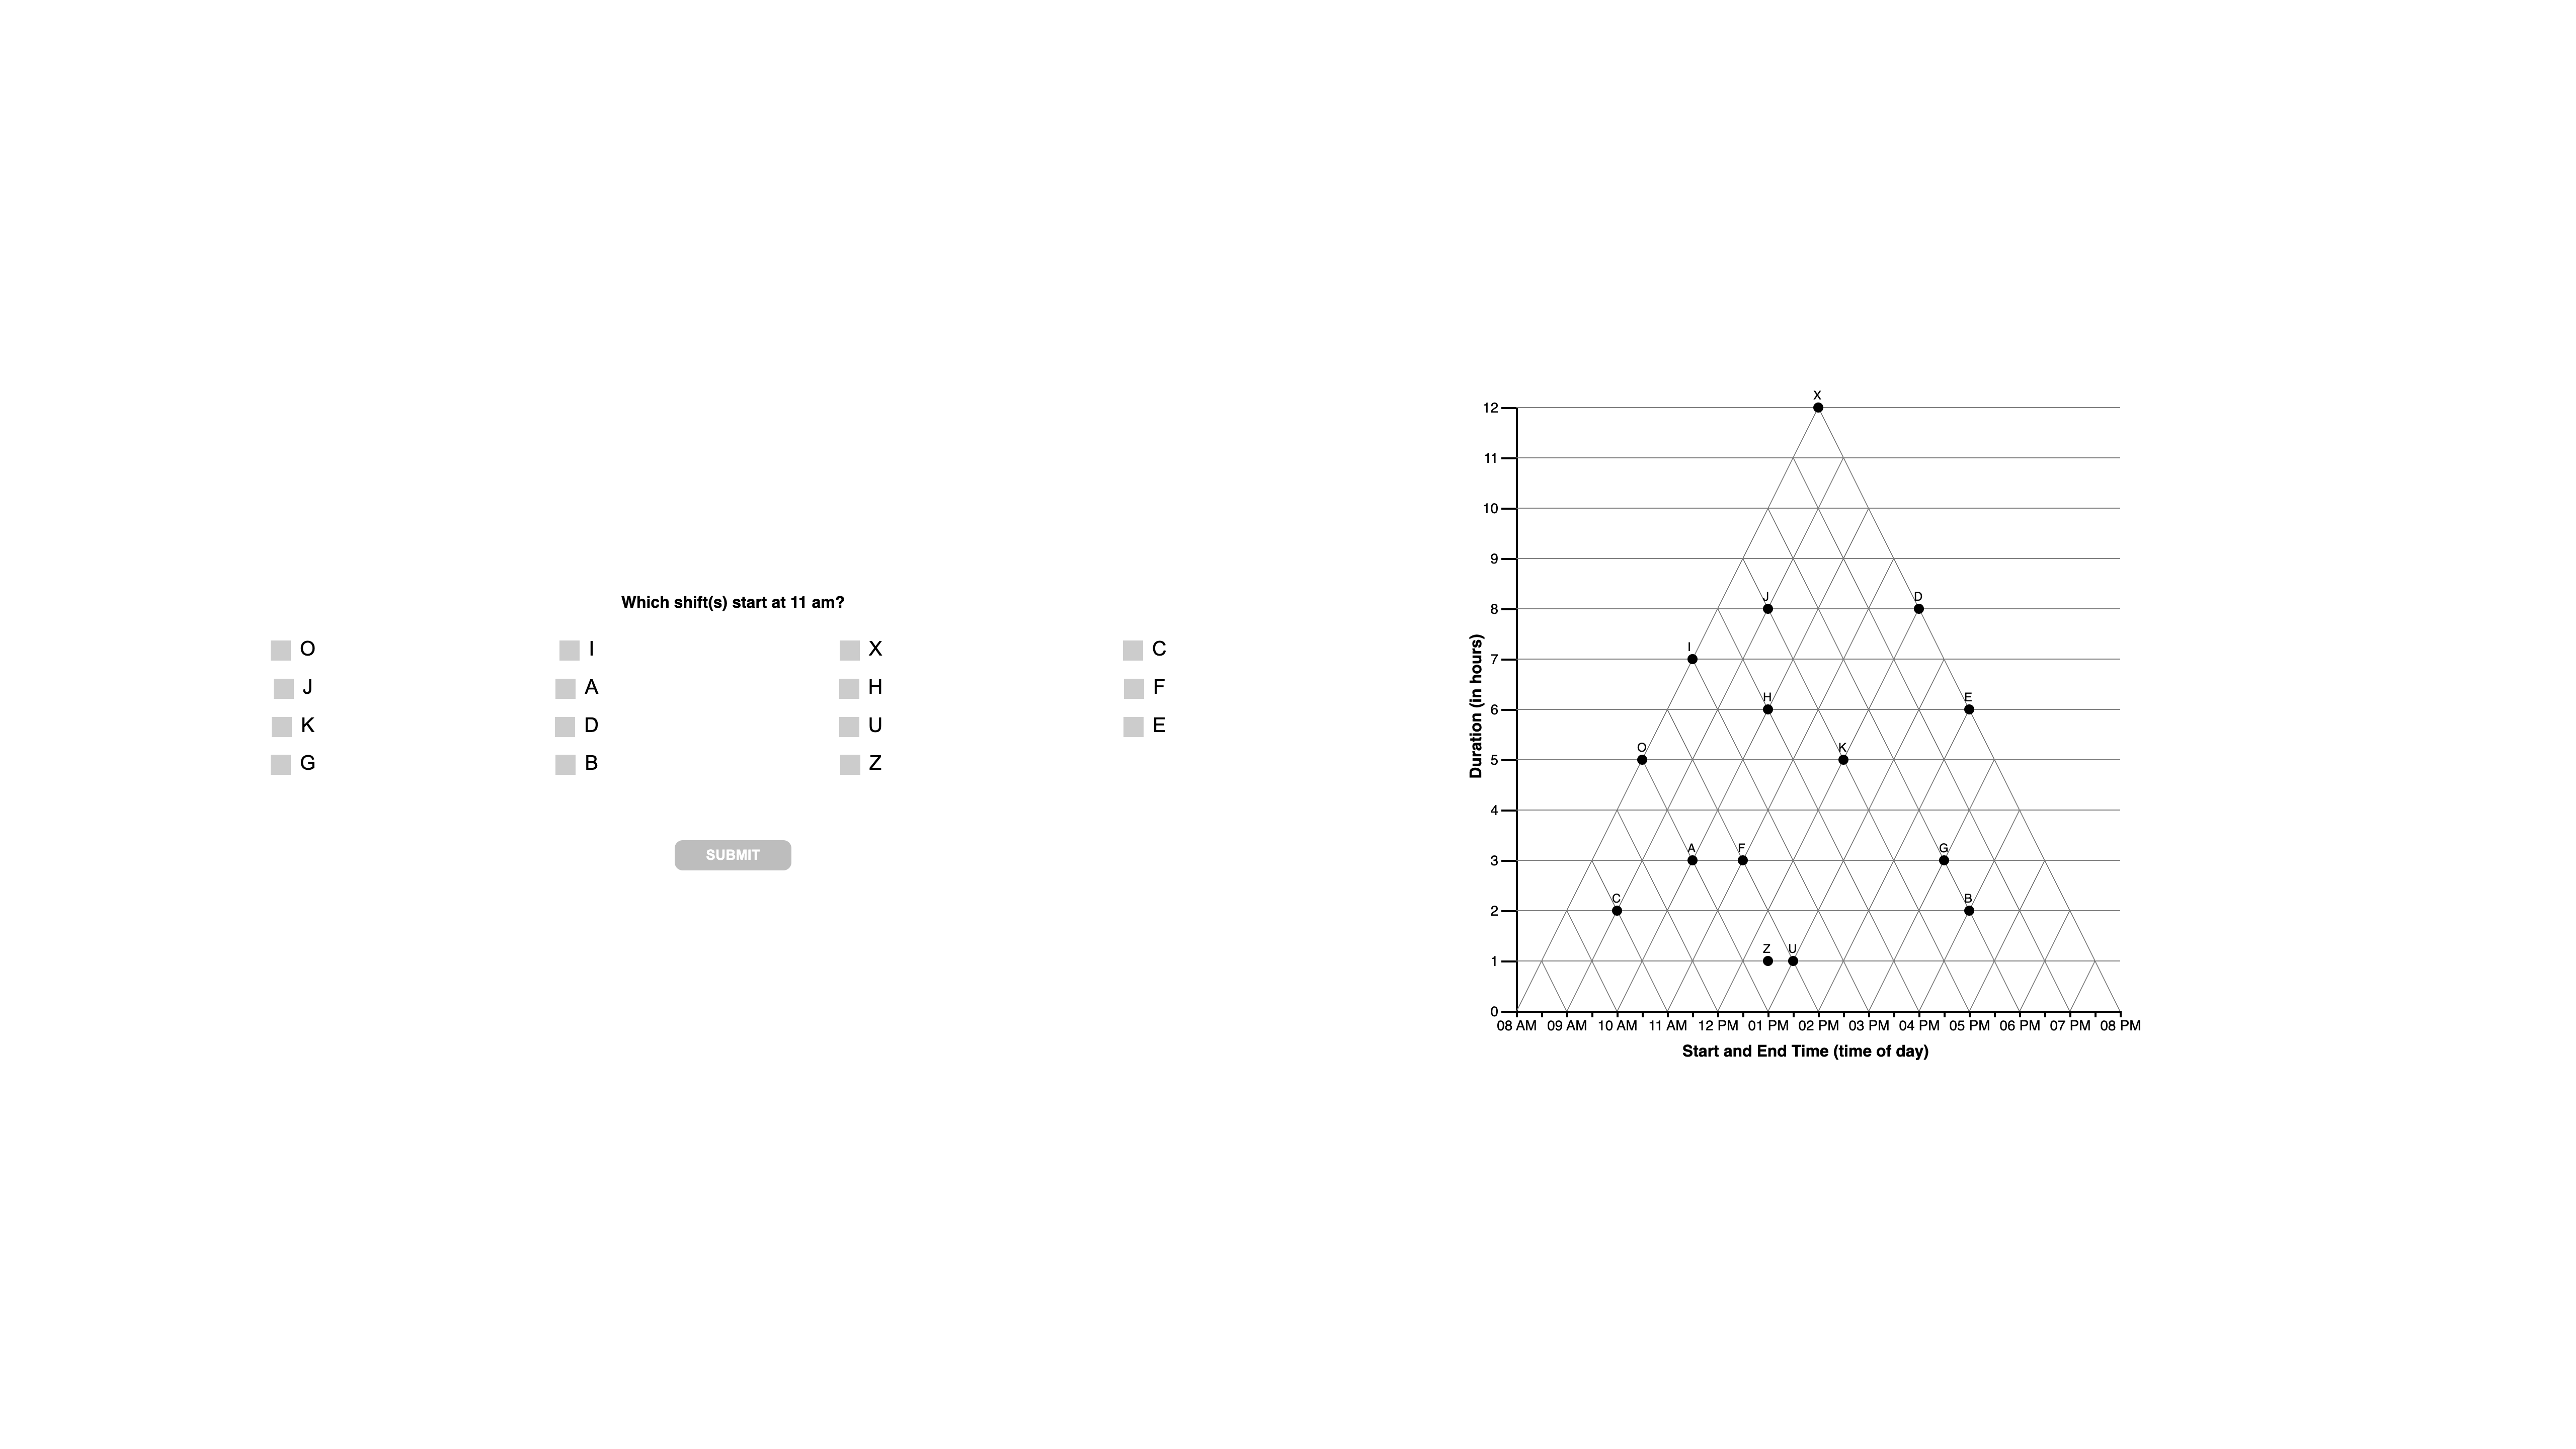 Which shift(s) start at 11 am?
O I X C
J A H F
K D U E
G B Z
SUBMIT
X
12
11
10
9
J D
8
I
7
H E
6
O K
5
4
A F G
3
C B
2
Z U
1
0
Duration (in hours)
08 AM 09 AM 10 AM 11 AM 12 PM 01 PM 02 PM 03 PM 04 PM 05 PM 06 PM 07 PM 08 PM
Start and End Time (time of day)